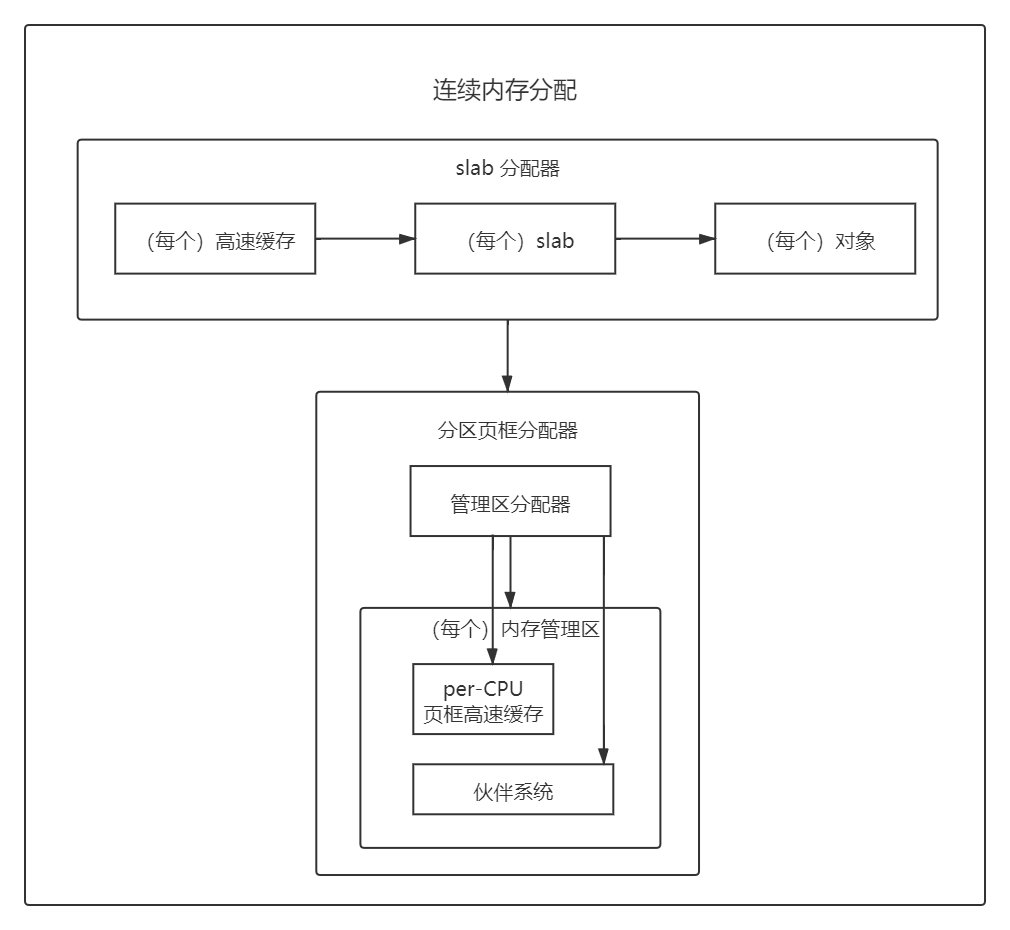 连续内存分配
slab 分配器
（每个）高速缓存
（每个）slab
（每个）对象
分区页框分配器
管理区分配器
（每个）内存管理区
per-CPU
页框高速缓存
伙伴系统